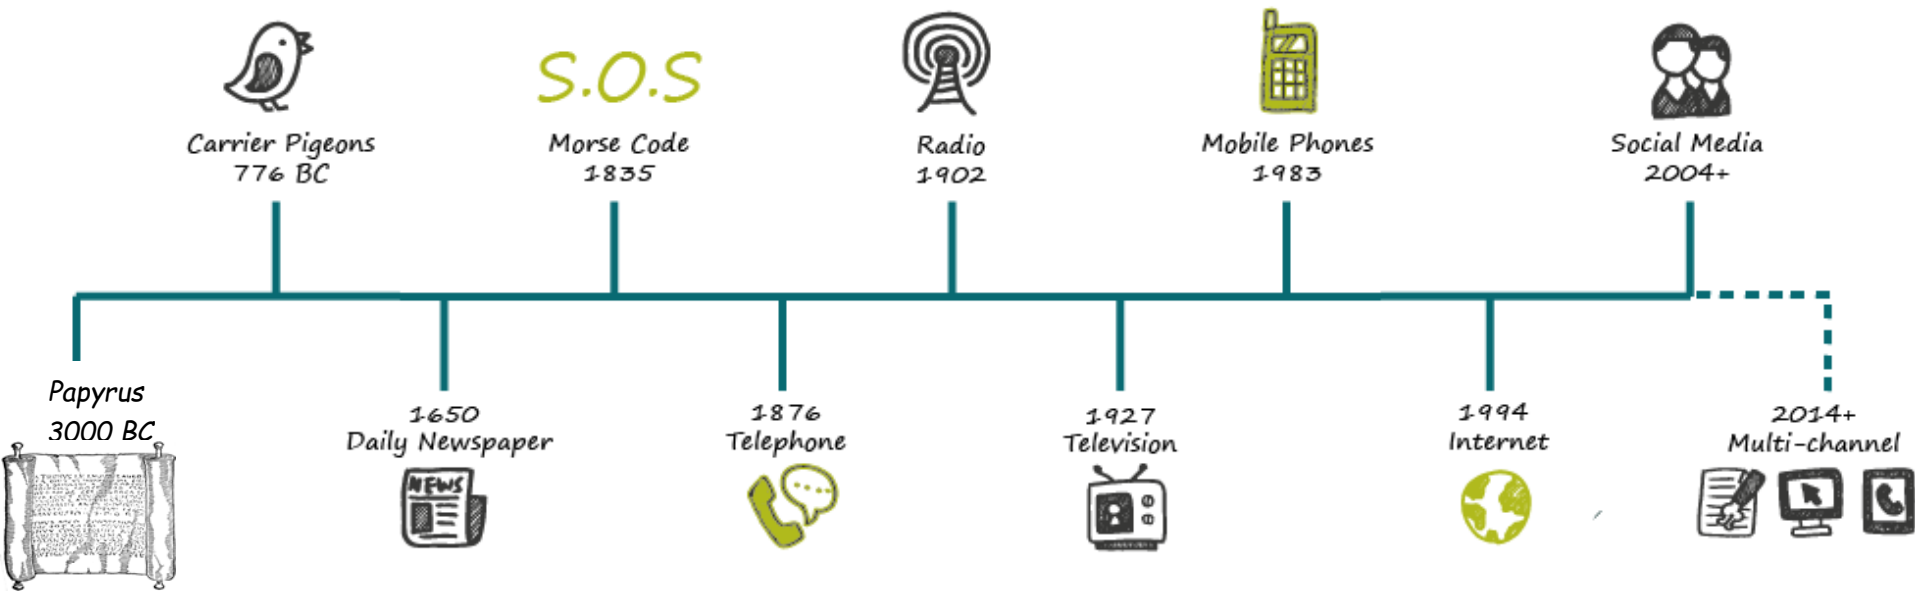 S.O.S
Carrier Pigeons
776 BC
Morse Code
1835
Radio
1902
Mobile Phones
1983
Social Media
2004+
Papyrus
3000 BC
1650
Daily Newspaper
NEWS
1876
Telephone
1927
Television
1994
Internet
2014+
Multi-channel